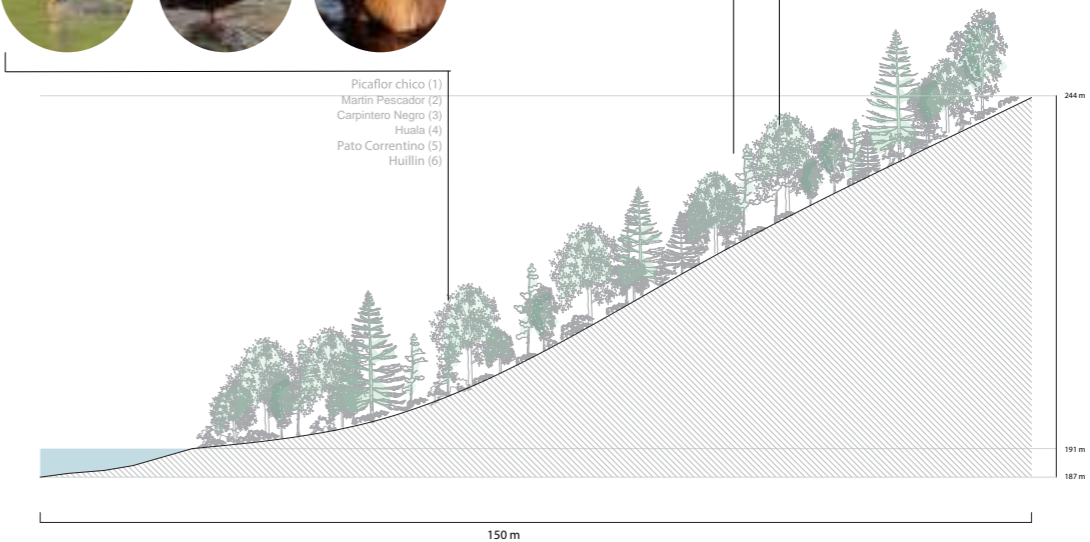 Picaflor chico (1)
Martin Pescador (2)
Carpintero Negro (3)
Huala (4)
Pato Correntino (5)
Huillin (6)
244 m
191 m
187 m
150 m